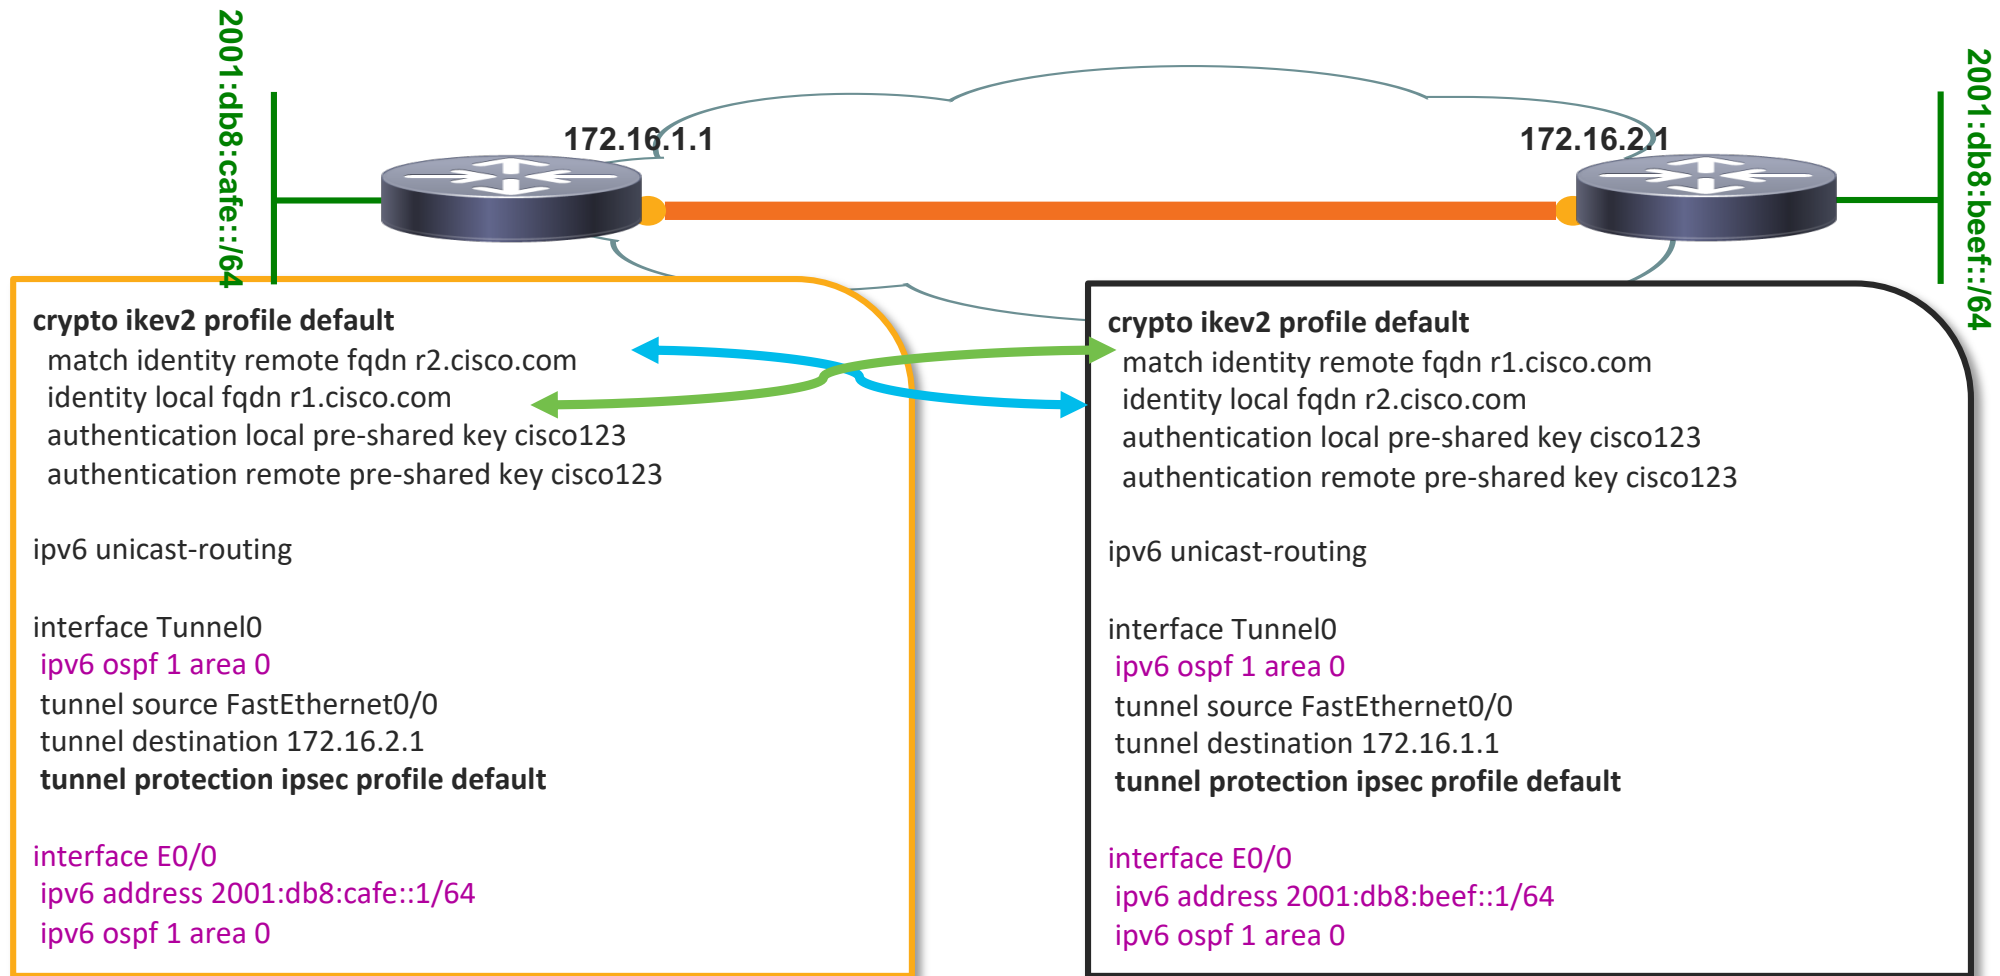 2001:db8:cafe::/64
172.16.1.1
172.16.2.1
2001:db8:beef::/64
crypto ikev2 profile default
match identity remote fqdn r2.cisco.com
identity local fqdn r1.cisco.com
authentication local pre-shared key cisco123
authentication remote pre-shared key cisco123
ipv6 unicast-routing
interface Tunnel0
ipv6 ospf 1 area 0
tunnel source FastEthernet0/0
tunnel destination 172.16.2.1
tunnel protection ipsec profile default
interface E0/0
ipv6 address 2001:db8:cafe::1/64
ipv6 ospf 1 area 0
crypto ikev2 profile default
match identity remote fqdn r1.cisco.com
identity local fqdn r2.cisco.com
authentication local pre-shared key cisco123
authentication remote pre-shared key cisco123
ipv6 unicast-routing
interface Tunnel0
ipv6 ospf 1 area 0
tunnel source FastEthernet0/0
tunnel destination 172.16.1.1
tunnel protection ipsec profile default
interface E0/0
ipv6 address 2001:db8:beef::1/64
ipv6 ospf 1 area 0